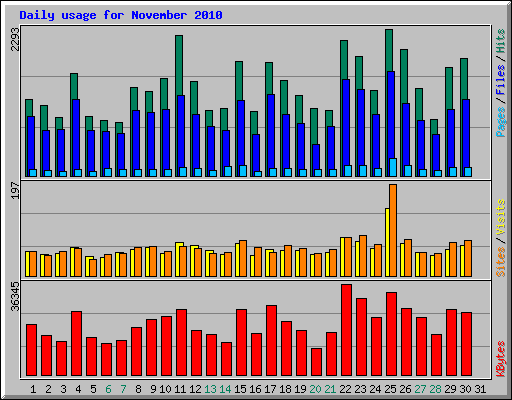 Daily usage for November 2010
2293
Pages / Files / Hits
197
Sites / Visits
36345
KBytes
1 2 3 4 5 6 7 8 9 10 11 12 13 14 15 16 17 18 19 20 21 22 23 24 25 26 27 28 29 30 31